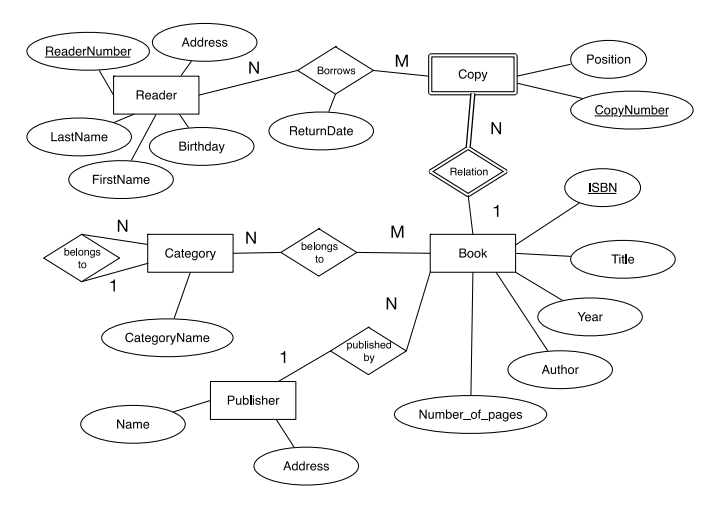 Address
ReaderNumber
N
M
Position
Borrows
Copy
Reader
CopyNumber
LastName
ReturnDate
N
Birthday
FirstName
Relation
ISBN
1
N
N
M
belongs
to
Category
belongs
to
Book
Title
1
N
Year
CategoryName
published
by
1
Author
Publisher
Name
Number_of_pages
Address